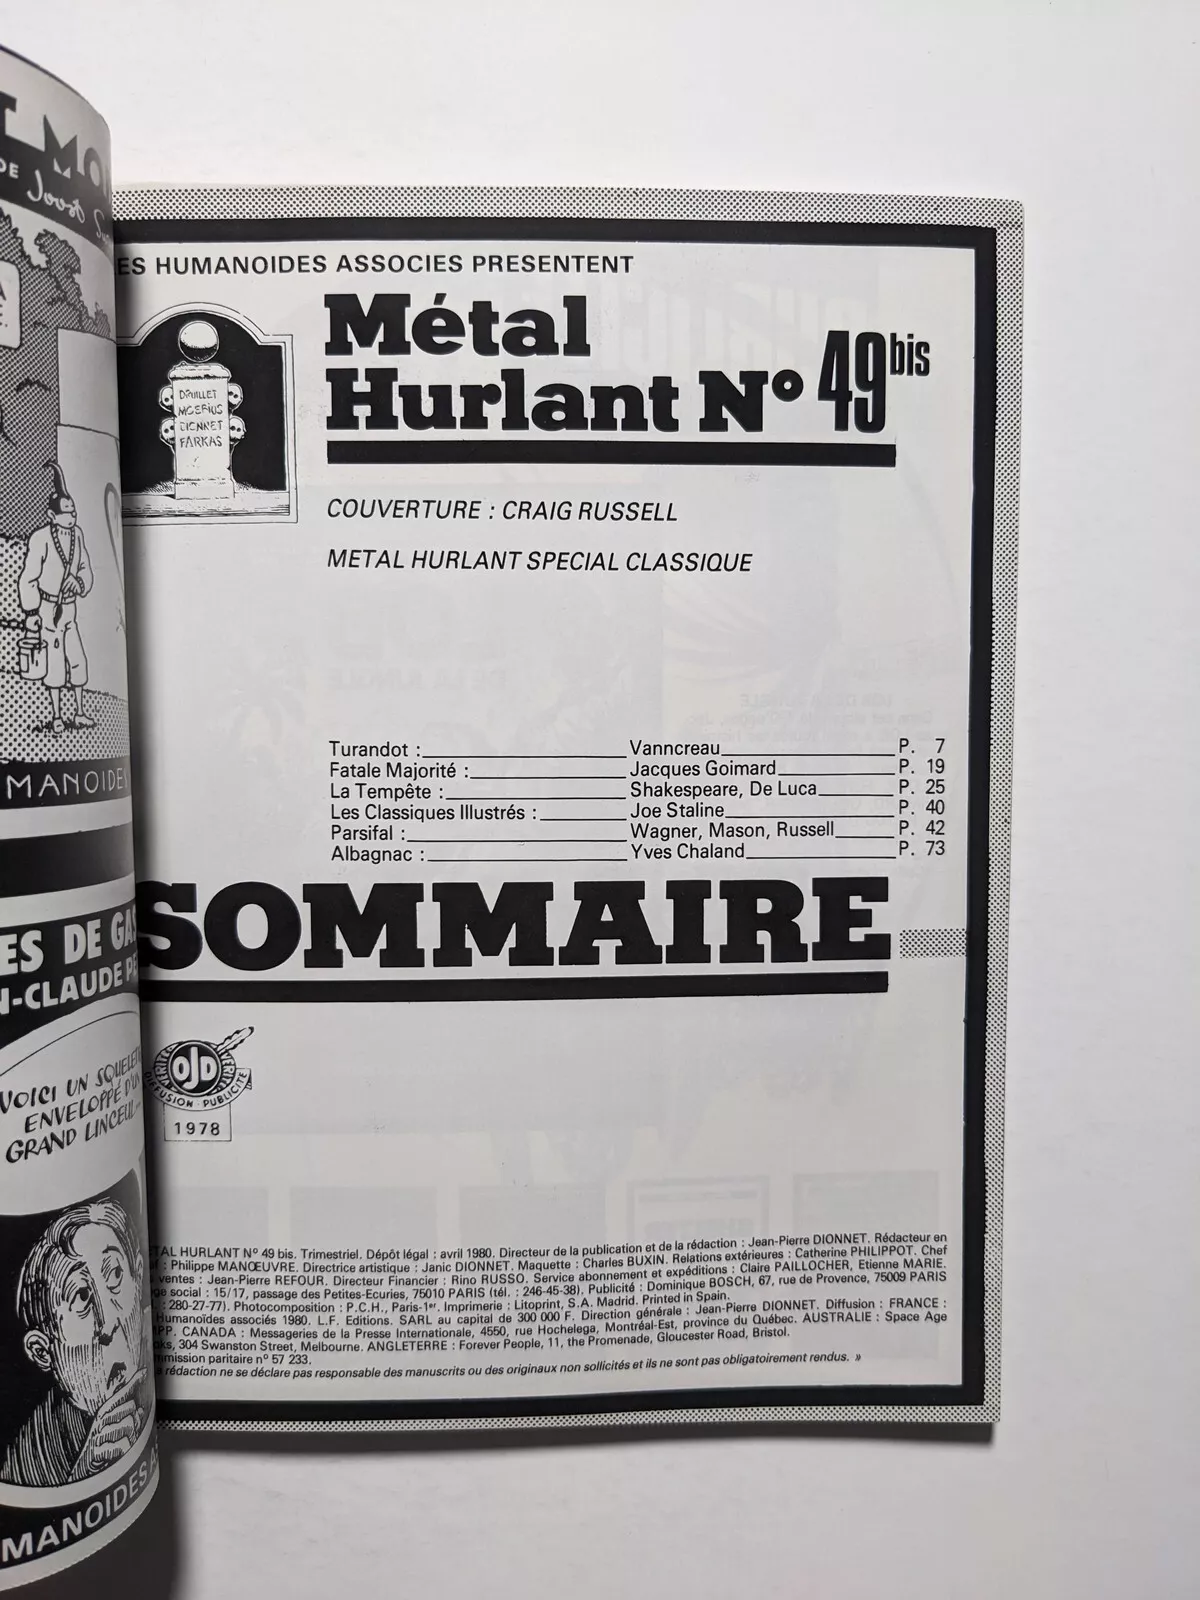 DE Joost
MANOIDES
ES DE GAS
N-CLAUDE PE
VOICI UN SQUELET
ENVELOPPÉ D'UN
GRAND LINCEUL...
MANOIDES A
ES HUMANOIDES ASSOCIES PRESENTENT
DRUILLET
MOEBIUS
DIONNET
FARKAS
Métal
Hurlant N° 49 bis
COUVERTURE : CRAIG RUSSELL
METAL HURLANT SPECIAL CLASSIQUE
Turandot : Vanncreau P. 7
Fatale Majorité : Jacques Goimard P. 19
La Tempête : Shakespeare, De Luca P. 25
Les Classiques Illustrés : Joe Staline P. 40
Parsifal : Wagner, Mason, Russell P. 42
Albagnac : Yves Chaland P. 73
SOMMAIRE
OJD
DIFFUSION - PUBLICITE
1978
TAL HURLANT N° 49 bis. Trimestriel. Dépôt légal : avril 1980. Directeur de la publication et de la rédaction : Jean-Pierre DIONNET. Rédacteur en
: Philippe MANŒUVRE. Directrice artistique : Janic DIONNET. Maquette : Charles BUXIN. Relations extérieures : Catherine PHILIPPOT. Chef
ventes : Jean-Pierre REFOUR. Directeur Financier : Rino RUSSO. Service abonnement et expéditions : Claire PAILLOCHER, Etienne MARIE.
ge social : 15/17, passage des Petites-Ecuries, 75010 PARIS (tél. : 246-45-38). Publicité : Dominique BOSCH, 67, rue de Provence, 75009 PARIS
: 280-27-77). Photocomposition : P.C.H., Paris-1er. Imprimerie : Litoprint, S.A. Madrid. Printed in Spain.
Humanoïdes associés 1980. L.F. Editions. SARL au capital de 300 000 F. Direction générale : Jean-Pierre DIONNET. Diffusion : FRANCE :
PP. CANADA : Messageries de la Presse Internationale, 4550, rue Hochelega, Montréal-Est, province du Québec. AUSTRALIE : Space Age
ks, 304 Swanston Street, Melbourne. ANGLETERRE : Forever People, 11, the Promenade, Gloucester Road, Bristol.
mmission paritaire n° 57 233.
rédaction ne se déclare pas responsable des manuscrits ou des originaux non sollicités et ils ne sont pas obligatoirement rendus. »